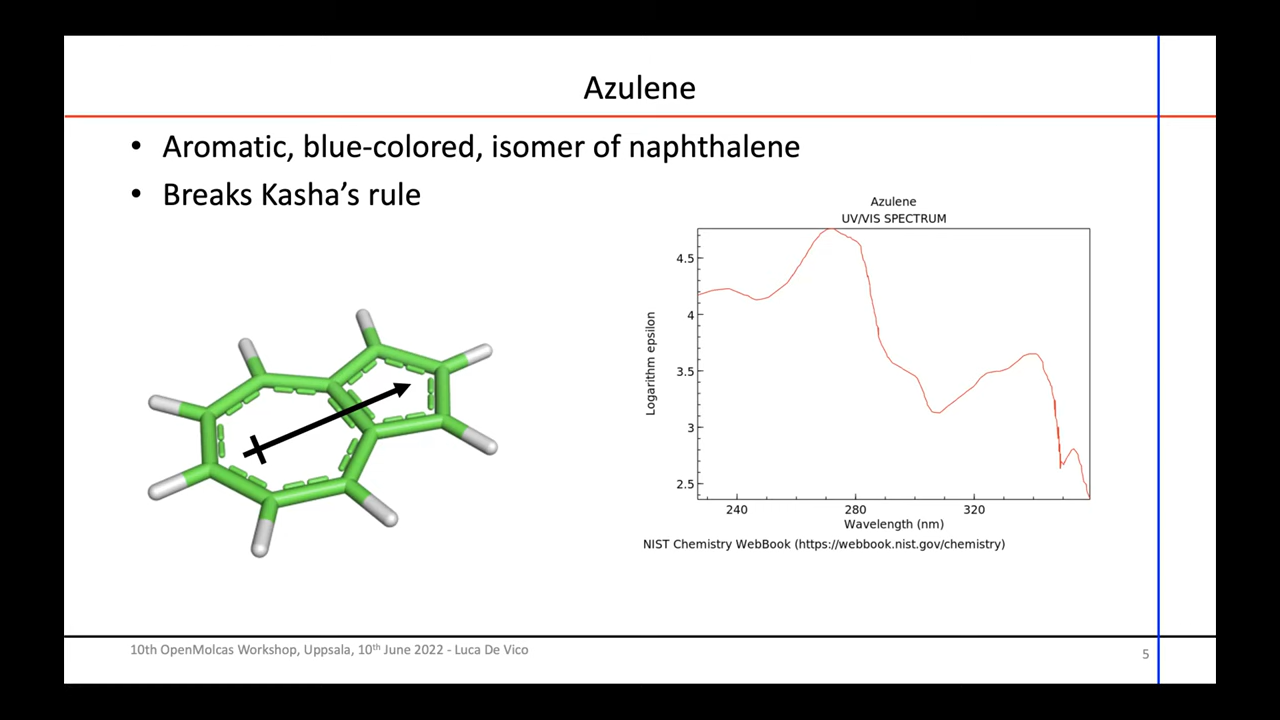 Azulene
• Aromatic, blue-colored, isomer of naphthalene
• Breaks Kasha’s rule
Azulene
UV/VIS SPECTRUM
Logarithm epsilon
4.5
4
3.5
3
2.5
240 280 320
Wavelength (nm)
NIST Chemistry WebBook (https://webbook.nist.gov/chemistry)
10th OpenMolcas Workshop, Uppsala, 10th June 2022 - Luca De Vico
5